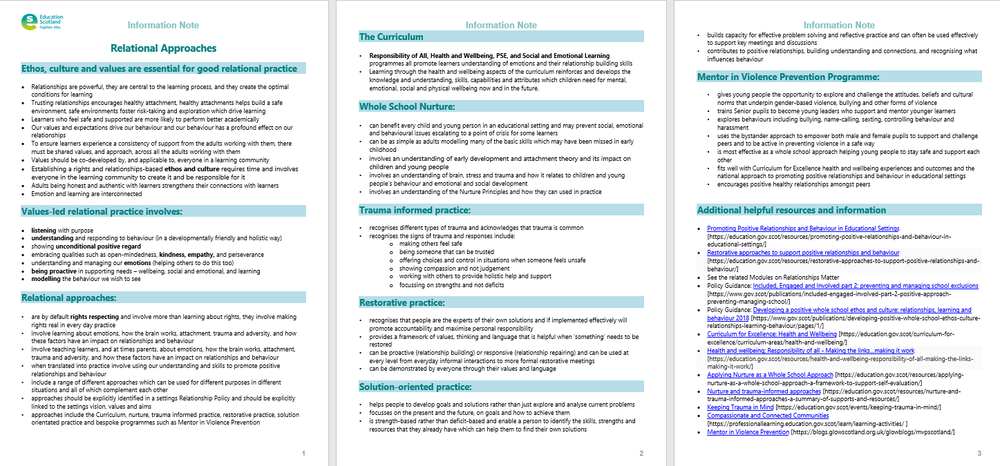 Education
Scotland
Foghlam Alba
Information Note
Relational Approaches
Ethos, culture and values are essential for good relational practice
• Relationships are powerful, they are central to the learning process, and they create the optimal
conditions for learning
• Trusting relationships encourages healthy attachment, healthy attachments helps build a safe
environment, safe environments foster risk-taking and exploration which drive learning
• Learners who feel safe and supported are more likely to perform better academically
• Our values and expectations drive our behaviour and our behaviour has a profound effect on our
relationships
• To ensure learners experience a consistency of support from the adults working with them, there
must be shared values, and approach, across all the adults working with them
• Values should be co-developed by, and applicable to, everyone in a learning community
• Establishing a rights and relationships-based ethos and culture requires time and involves
everyone in the learning community to create it and be responsible for it
• Adults being honest and authentic with learners strengthens their connections with learners
• Emotion and learning are interconnected
Values-led relational practice involves:
• listening with purpose
• understanding and responding to behaviour (in a developmentally friendly and holistic way)
• showing unconditional positive regard
• embracing qualities such as open-mindedness, kindness, empathy, and perseverance
• understanding and managing our emotions (helping others to do this too)
• being proactive in supporting needs – wellbeing, social and emotional, and learning
• modelling the behaviour we wish to see
Relational approaches:
• are by default rights respecting and involve more than learning about rights, they involve making
rights real in every day practice
• involve learning about emotions, how the brain works, attachment, trauma and adversity, and how
these factors have an impact on relationships and behaviour
• involve teaching learners, and at times parents, about emotions, how the brain works, attachment,
trauma and adversity, and how these factors have an impact on relationships and behaviour
• when translated into practice involve using our understanding and skills to promote positive
relationships and behaviour
• include a range of different approaches which can be used for different purposes in different
situations and all of which complement each other
• approaches should be explicitly identified in a settings Relationship Policy and should be explicitly
linked to the settings vision, values and aims
• approaches include the Curriculum, nurture, trauma informed practice, restorative practice, solution
orientated practice and bespoke programmes such as Mentor in Violence Prevention
1
Information Note
The Curriculum
• Responsibility of All, Health and Wellbeing, PSE, and Social and Emotional Learning
programmes all promote learners understanding of emotions and their relationship building skills
• Learning through the health and wellbeing aspects of the curriculum reinforces and develops the
knowledge and understanding, skills, capabilities and attributes which children need for mental,
emotional, social and physical wellbeing now and in the future.
Whole School Nurture:
• can benefit every child and young person in an educational setting and may prevent social, emotional
and behavioural issues escalating to a point of crisis for some learners
• can be as simple as adults modelling many of the basic skills which may have been missed in early
childhood
• involves an understanding of early development and attachment theory and its impact on
children and young people
• involves an understanding of brain, stress and trauma and how it relates to children and young
people's behaviour and emotional and social development
• involves an understanding of the Nurture Principles and how they can used in practice
Trauma informed practice:
• recognises different types of trauma and acknowledges that trauma is common
• recognises the signs of trauma and responses include:
o making others feel safe
o being someone that can be trusted
o offering choices and control in situations when someone feels unsafe
o showing compassion and not judgement
o working with others to provide holistic help and support
o focussing on strengths and not deficits
Restorative practice:
• recognises that people are the experts of their own solutions and if implemented effectively will
promote accountability and maximise personal responsibility
• provides a framework of values, thinking and language that is helpful when 'something' needs to be
restored
• can be proactive (relationship building) or responsive (relationship repairing) and can be used at
every level from everyday informal interactions to more formal restorative meetings
• can be demonstrated by everyone through their values and language
Solution-oriented practice:
• helps people to develop goals and solutions rather than just explore and analyse current problems
• focusses on the present and the future, on goals and how to achieve them
• is strength-based rather than deficit-based and enable a person to identify the skills, strengths and
resources that they already have which can help them to find their own solutions
2
Information Note
• builds capacity for effective problem solving and reflective practice and can often be used effectively
to support key meetings and discussions
• contributes to positive relationships, building understanding and connections, and recognising what
influences behaviour
Mentor in Violence Prevention Programme:
• gives young people the opportunity to explore and challenge the attitudes, beliefs and cultural
norms that underpin gender-based violence, bullying and other forms of violence
• trains Senior pupils to become young leaders who support and mentor younger learners
• explores behaviours including bullying, name-calling, sexting, controlling behaviour and
harassment
• uses the bystander approach to empower both male and female pupils to support and challenge
peers and to be active in preventing violence in a safe way
• is most effective as a whole school approach helping young people to stay safe and support each
other
• fits well with Curriculum for Excellence health and wellbeing experiences and outcomes and the
national approach to promoting positive relationships and behaviour in educational settings
• encourages positive healthy relationships amongst peers
Additional helpful resources and information
• Promoting Positive Relationships and Behaviour in Educational Settings
[https://education.gov.scot/resources/promoting-positive-relationships-and-behaviour-in-
educational-settings/]
• Restorative approaches to support positive relationships and behaviour
[https://education.gov.scot/resources/restorative-approaches-to-support-positive-relationships-and-
behaviour/]
• See the related Modules on Relationships Matter
• Policy Guidance: Included, Engaged and Involved part 2: preventing and managing school exclusions
[https://www.gov.scot/publications/included-engaged-involved-part-2-positive-approach-
preventing-managing-school/]
• Policy Guidance: Developing a positive whole school ethos and culture: relationships, learning and
behaviour 2018 [https://www.gov.scot/publications/developing-positive-whole-school-ethos-culture-
relationships-learning-behaviour/pages/1/]
• Curriculum for Excellence: Health and Wellbeing [https://education.gov.scot/curriculum-for-
excellence/curriculum-areas/health-and-wellbeing/]
• Health and wellbeing: Responsibility of all - Making the links...making it work
[https://education.gov.scot/resources/health-and-wellbeing-responsibility-of-all-making-the-links-
making-it-work/]
• Applying Nurture as a Whole School Approach [https://education.gov.scot/resources/applying-
nurture-as-a-whole-school-approach-a-framework-to-support-self-evaluation/]
• Nurture and trauma-informed approaches [https://education.gov.scot/resources/nurture-and-
trauma-informed-approaches-a-summary-of-supports-and-resources/]
• Keeping Trauma in Mind [https://education.gov.scot/events/keeping-trauma-in-mind/]
• Compassionate and Connected Communities
[https://professionallearning.education.gov.scot/learn/learning-activities/ ]
• Mentor in Violence Prevention [https://blogs.glowscotland.org.uk/glowblogs/mvpscotland/]
3